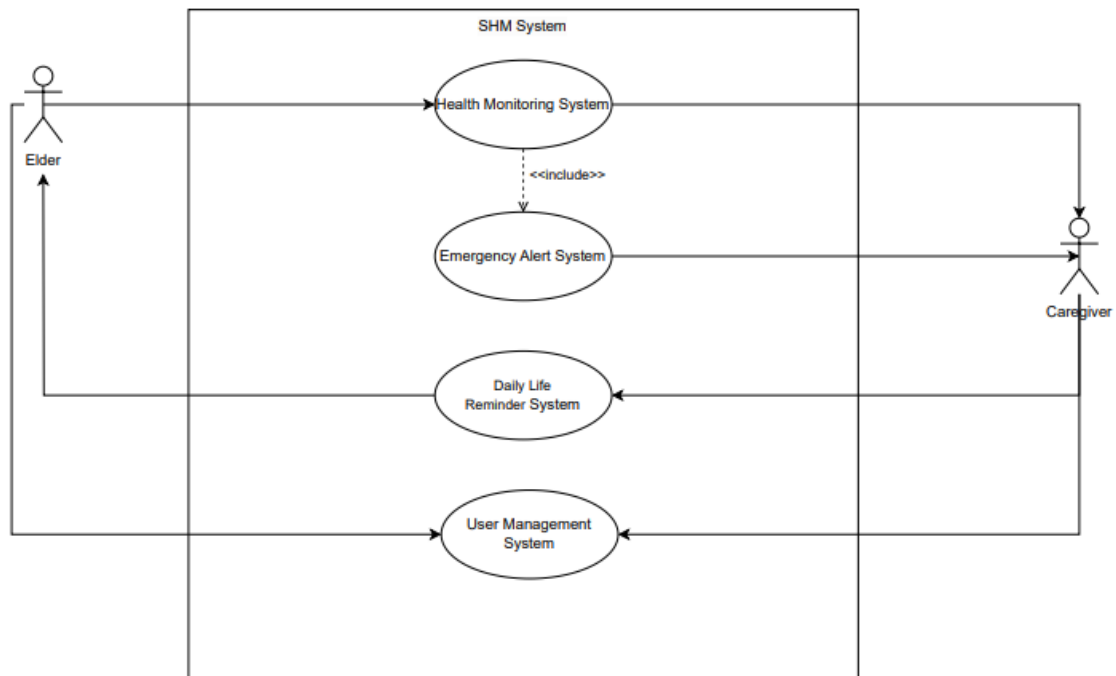 SHM System
Health Monitoring System
Elder
<<include>>
Emergency Alert System
Caregiver
Daily Life
Reminder System
User Management
System